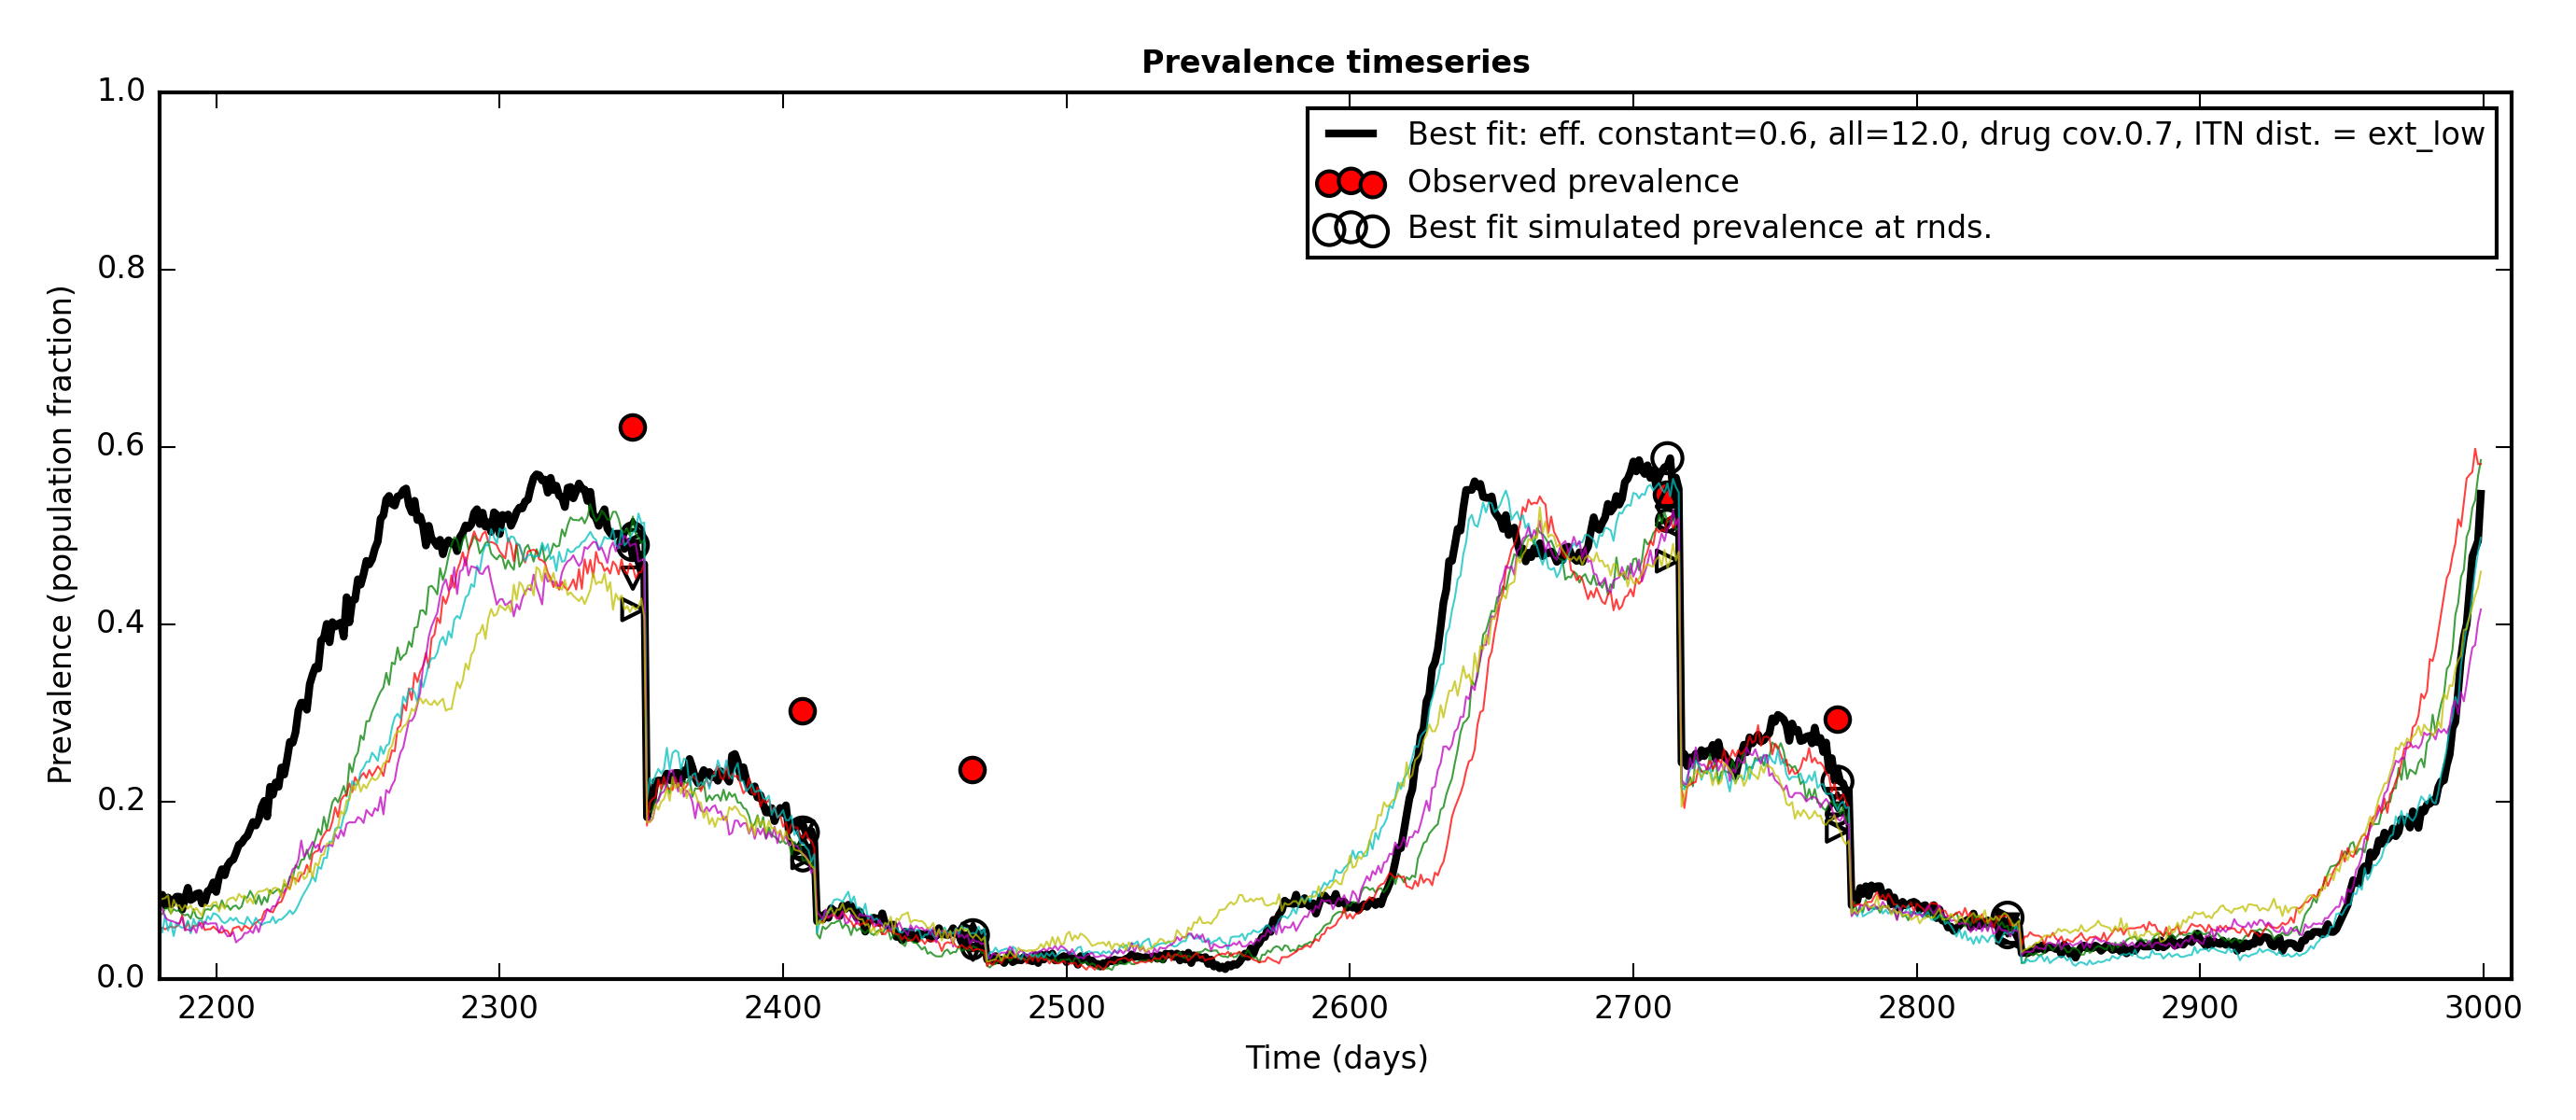 Prevalence timeseries
1.0
0.8
0.6
0.4
0.2
0.0
Prevalence (population fraction)
Best fit: eff. constant=0.6, all=12.0, drug cov.0.7, ITN dist. = ext_low
Observed prevalence
Best fit simulated prevalence at rnds.
2200 2300 2400 2500 2600 2700 2800 2900 3000
Time (days)